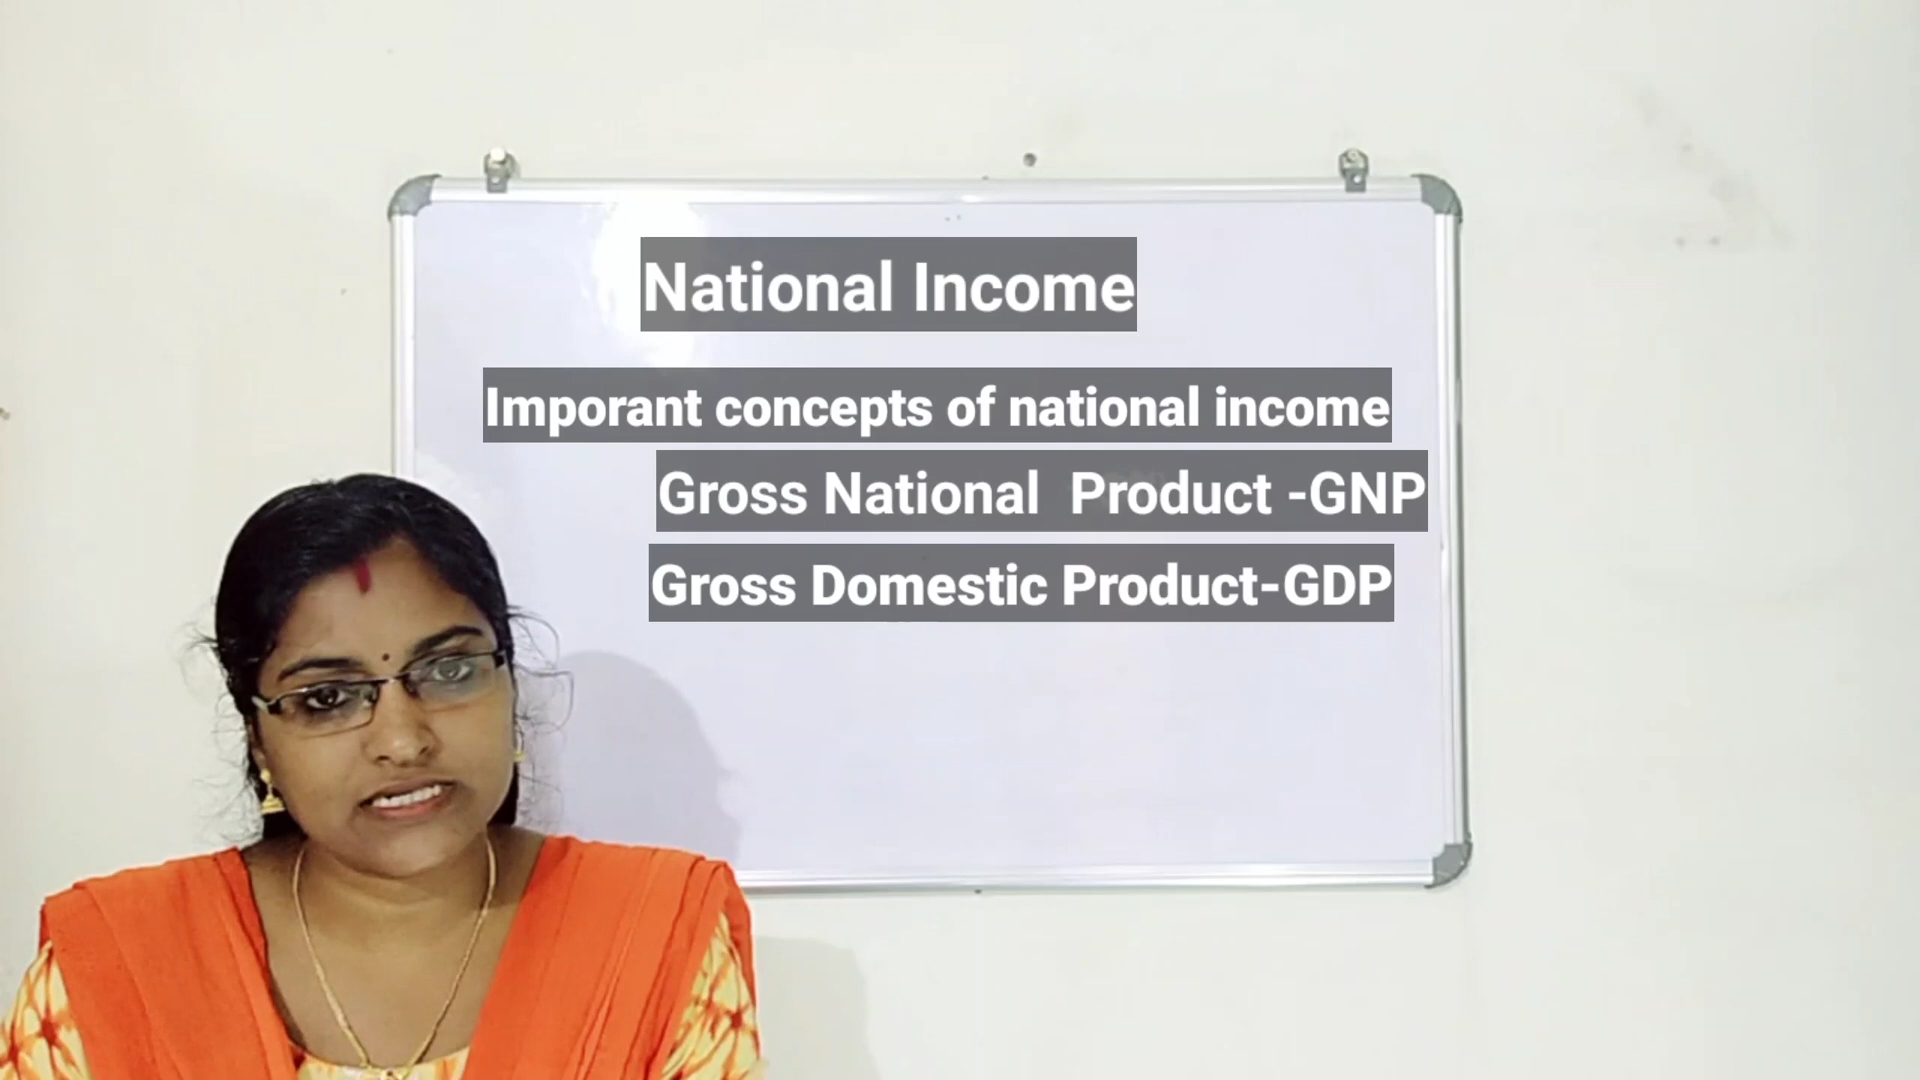 National Income
Imporant concepts of national income
Gross National Product -GNP
Gross Domestic Product-GDP